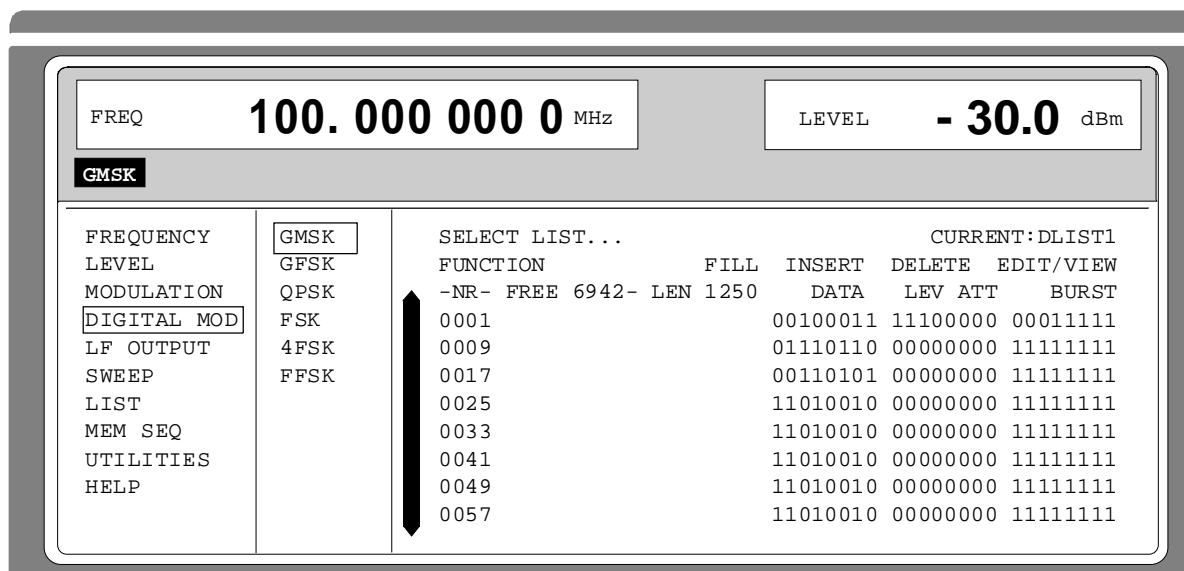 FREQ 100. 000 000 0 MHz LEVEL - 30.0 dBm
GMSK
FREQUENCY GMSK SELECT LIST... CURRENT:DLIST1
LEVEL GFSK FUNCTION FILL INSERT DELETE EDIT/VIEW
MODULATION QPSK -NR- FREE 6942- LEN 1250 DATA LEV ATT BURST
DIGITAL MOD FSK 0001 00100011 11100000 00011111
LF OUTPUT 4FSK 0009 01110110 00000000 11111111
SWEEP FFSK 0017 00110101 00000000 11111111
LIST 0025 11010010 00000000 11111111
MEM SEQ 0033 11010010 00000000 11111111
UTILITIES 0041 11010010 00000000 11111111
HELP 0049 11010010 00000000 11111111
0057 11010010 00000000 11111111